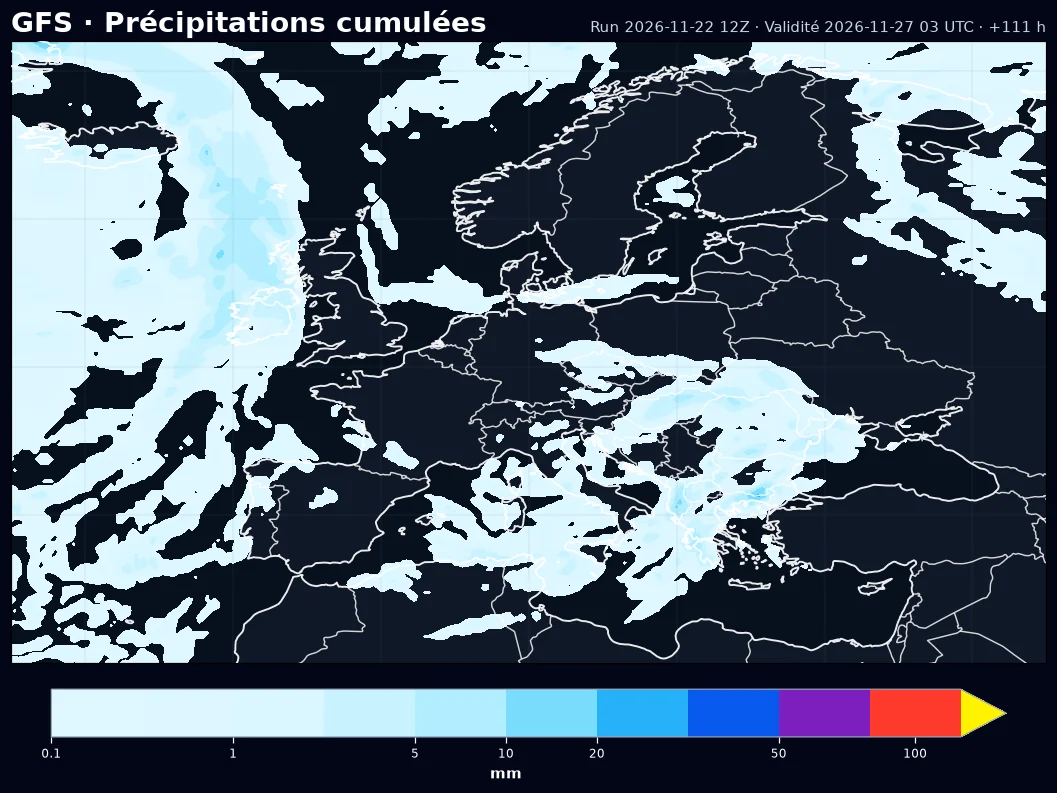 GFS · Précipitations cumulées
Run 2026-11-22 12Z · Validité 2026-11-27 03 UTC · +111 h
0.1 1 5 10 20 50 100
mm